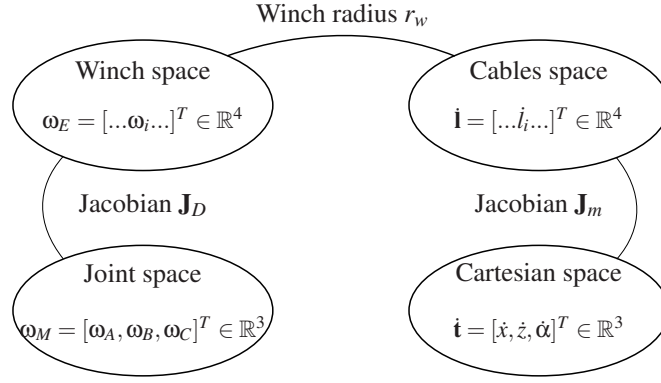 Winch radius r_w
Winch space
ω_E = [...ω_i...]^T ∈ ℝ^4
Cables space
l̇ = [...l̇_i...]^T ∈ ℝ^4
Jacobian J_D
Jacobian J_m
Joint space
ω_M = [ω_A, ω_B, ω_C]^T ∈ ℝ^3
Cartesian space
ṫ = [ẋ, ż, α̇]^T ∈ ℝ^3